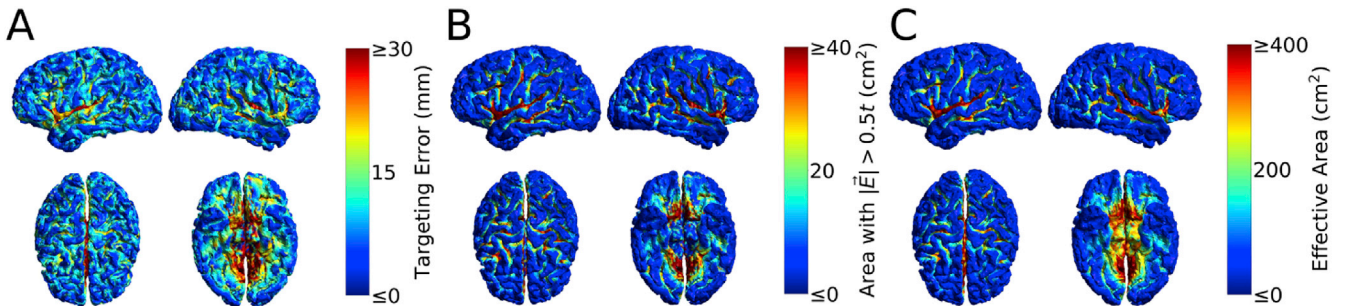 A
≥30
15
≤0
Targeting Error (mm)
B
≥40
20
≤0
Area with |E⃗| > 0.5t (cm²)
C
≥400
200
≤0
Effective Area (cm²)